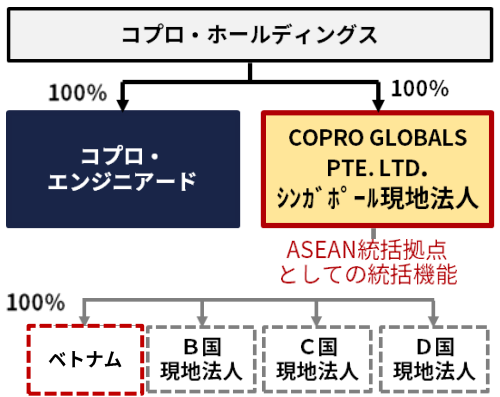 コプロ・ホールディングス
100%
100%
コプロ・
エンジニアード
COPRO GLOBALS
PTE. LTD.
ｼﾝｶﾞﾎﾟｰﾙ現地法人
ASEAN統括拠点
としての統括機能
100%
ベトナム
B国
現地法人
C国
現地法人
D国
現地法人